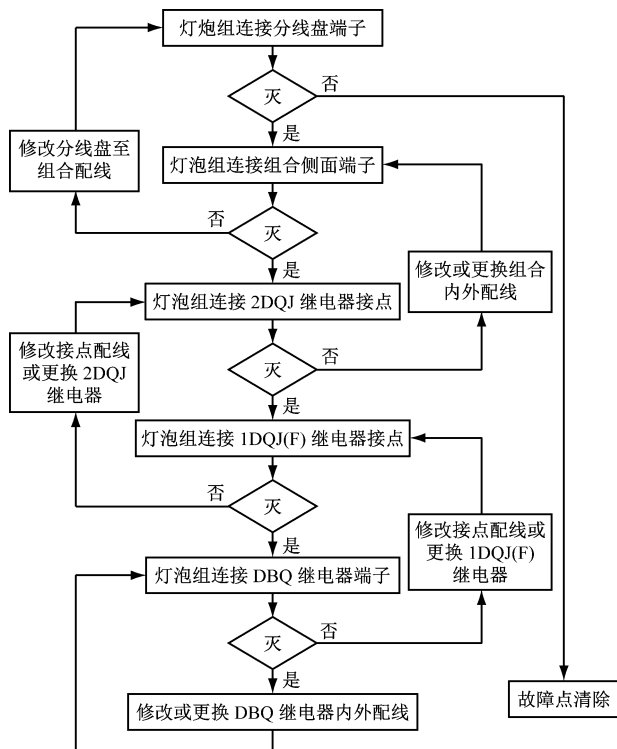 灯炮组连接分线盘端子
灭
否
是
修改分线盘至
组合配线
灯泡组连接组合侧面端子
否
灭
是
修改或更换组合
内外配线
灯泡组连接 2DQJ 继电器接点
修改接点配线
或更换 2DQJ
继电器
灭
否
是
灯泡组连接 1DQJ(F) 继电器接点
否
灭
是
修改接点配线或
更换 1DQJ(F)
继电器
灯泡组连接 DBQ 继电器端子
灭
否
是
修改或更换 DBQ 继电器内外配线
故障点清除